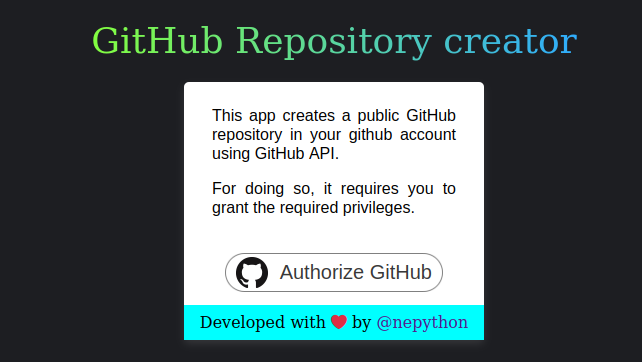 GitHub Repository creator
This app creates a public GitHub
repository in your github account
using GitHub API.
For doing so, it requires you to
grant the required privileges.
Authorize GitHub
Developed with ❤️ by @nepython